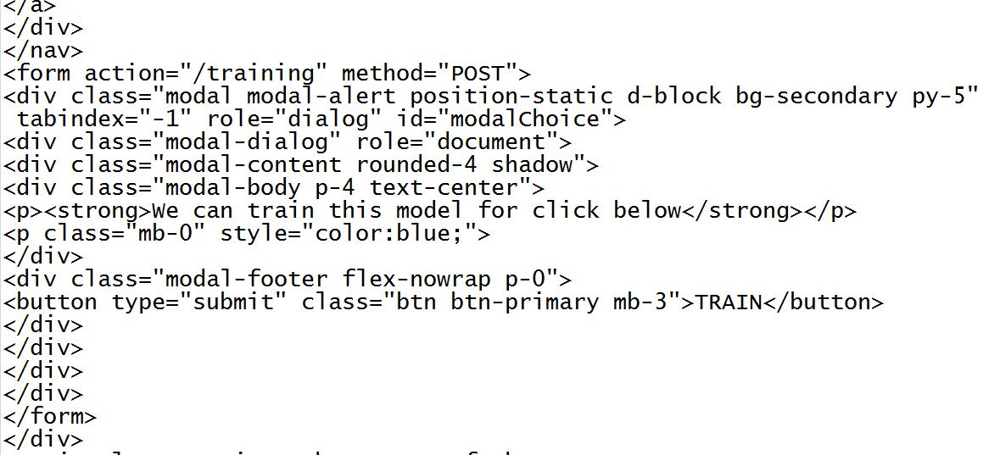 </a>
</div>
</nav>
<form action="/training" method="POST">
<div class="modal modal-alert position-static d-block bg-secondary py-5"
tabindex="-1" role="dialog" id="modalChoice">
<div class="modal-dialog" role="document">
<div class="modal-content rounded-4 shadow">
<div class="modal-body p-4 text-center">
<p><strong>We can train this model for click below</strong></p>
<p class="mb-0" style="color:blue;">
</div>
<div class="modal-footer flex-nowrap p-0">
<button type="submit" class="btn btn-primary mb-3">TRAIN</button>
</div>
</div>
</div>
</div>
</form>
</div>